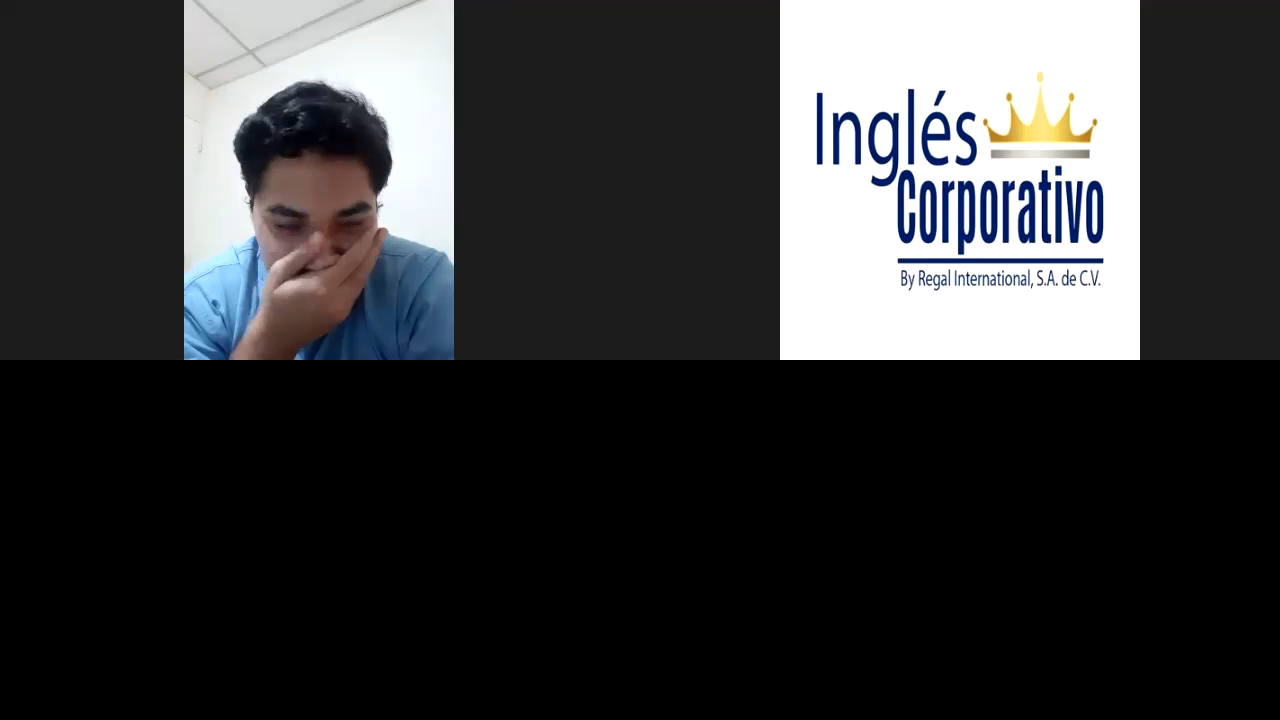 Inglés
Corporativo
By Regal International, S.A. de C.V.